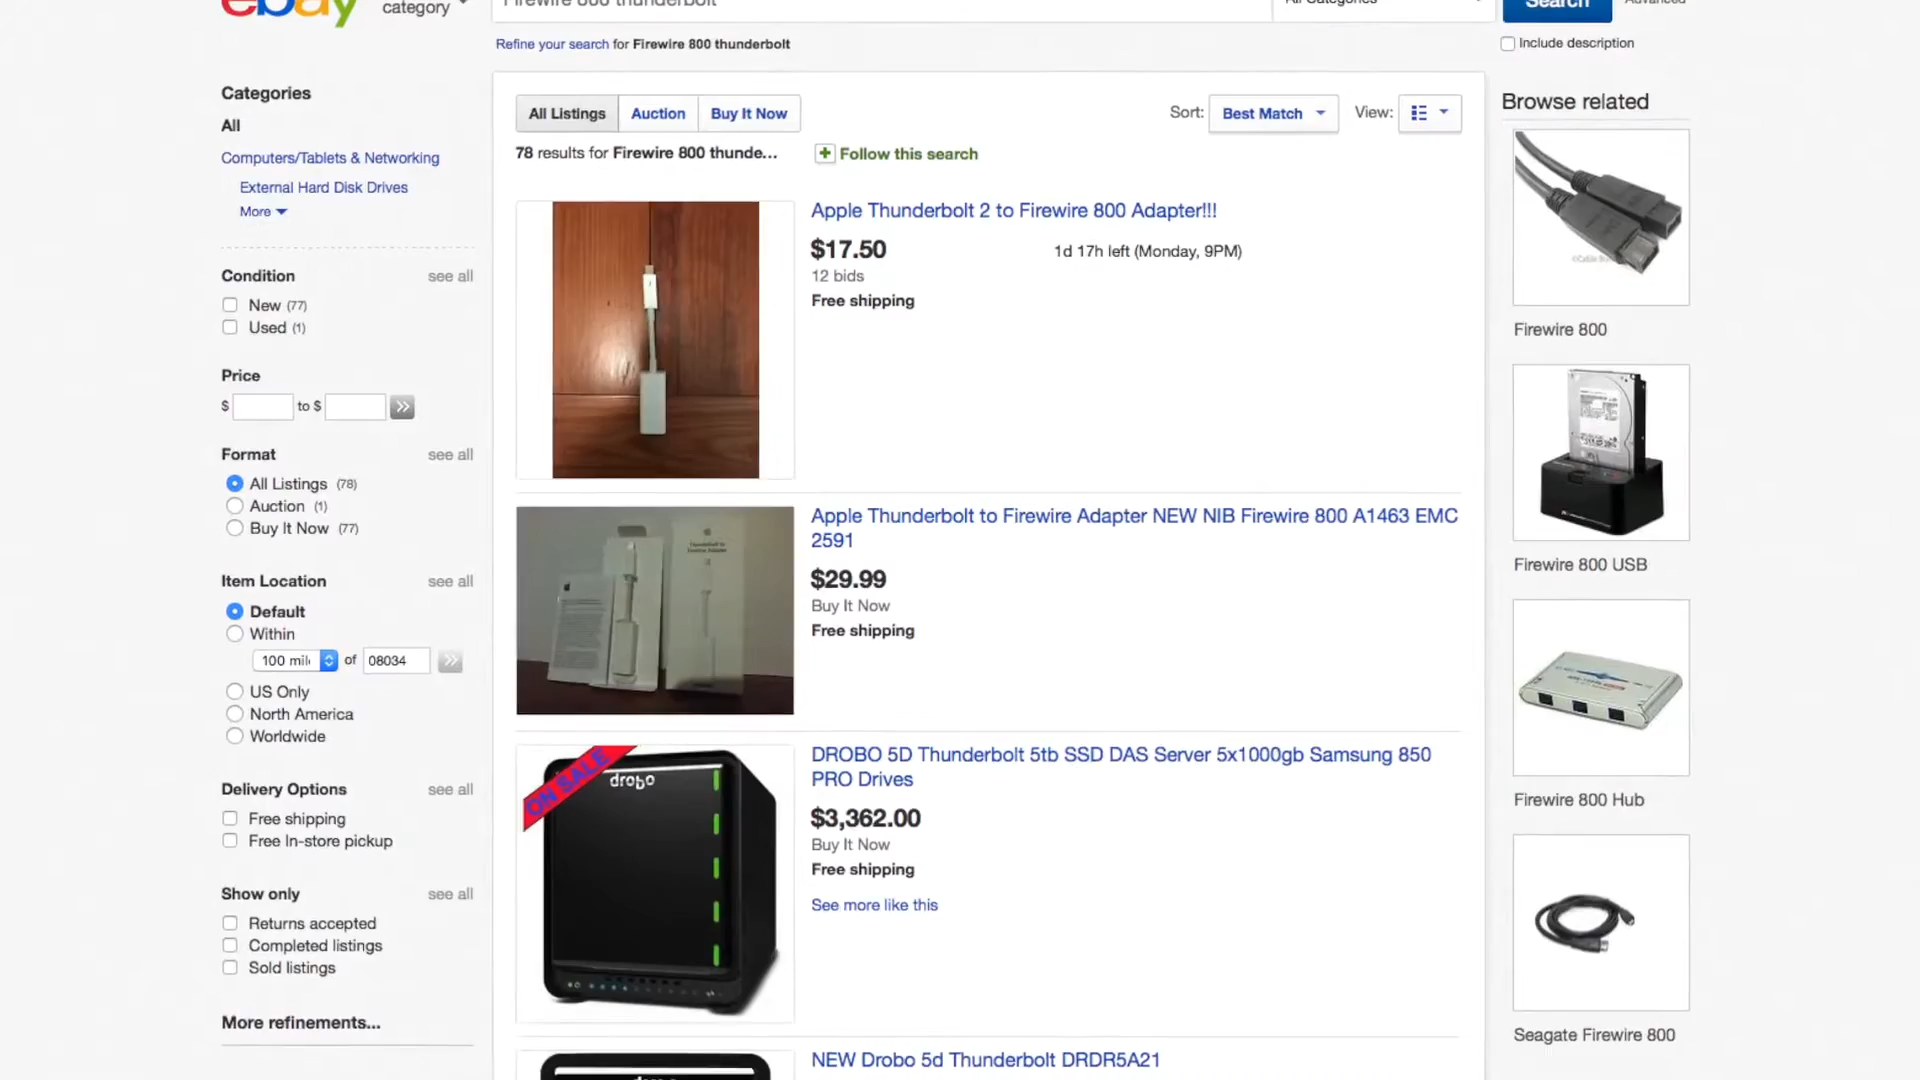 ebay
category
Firewire 800 thunderbolt
All Categories
Search
Advanced
Refine your search for Firewire 800 thunderbolt
Include description
Categories
All
Computers/Tablets & Networking
External Hard Disk Drives
More
Condition see all
New (77)
Used (1)
Price
$ to $
Format see all
All Listings (78)
Auction (1)
Buy It Now (77)
Item Location see all
Default
Within
100 mil of 08034
US Only
North America
Worldwide
Delivery Options see all
Free shipping
Free In-store pickup
Show only see all
Returns accepted
Completed listings
Sold listings
More refinements...
All Listings Auction Buy It Now
Sort: Best Match View:
78 results for Firewire 800 thunde...
Follow this search
Apple Thunderbolt 2 to Firewire 800 Adapter!!!
$17.50 1d 17h left (Monday, 9PM)
12 bids
Free shipping
Apple Thunderbolt to Firewire Adapter NEW NIB Firewire 800 A1463 EMC
2591
$29.99
Buy It Now
Free shipping
ON SALE
drobo
DROBO 5D Thunderbolt 5tb SSD DAS Server 5x1000gb Samsung 850
PRO Drives
$3,362.00
Buy It Now
Free shipping
See more like this
NEW Drobo 5d Thunderbolt DRDR5A21
Browse related
Firewire 800
Firewire 800 USB
Firewire 800 Hub
Seagate Firewire 800